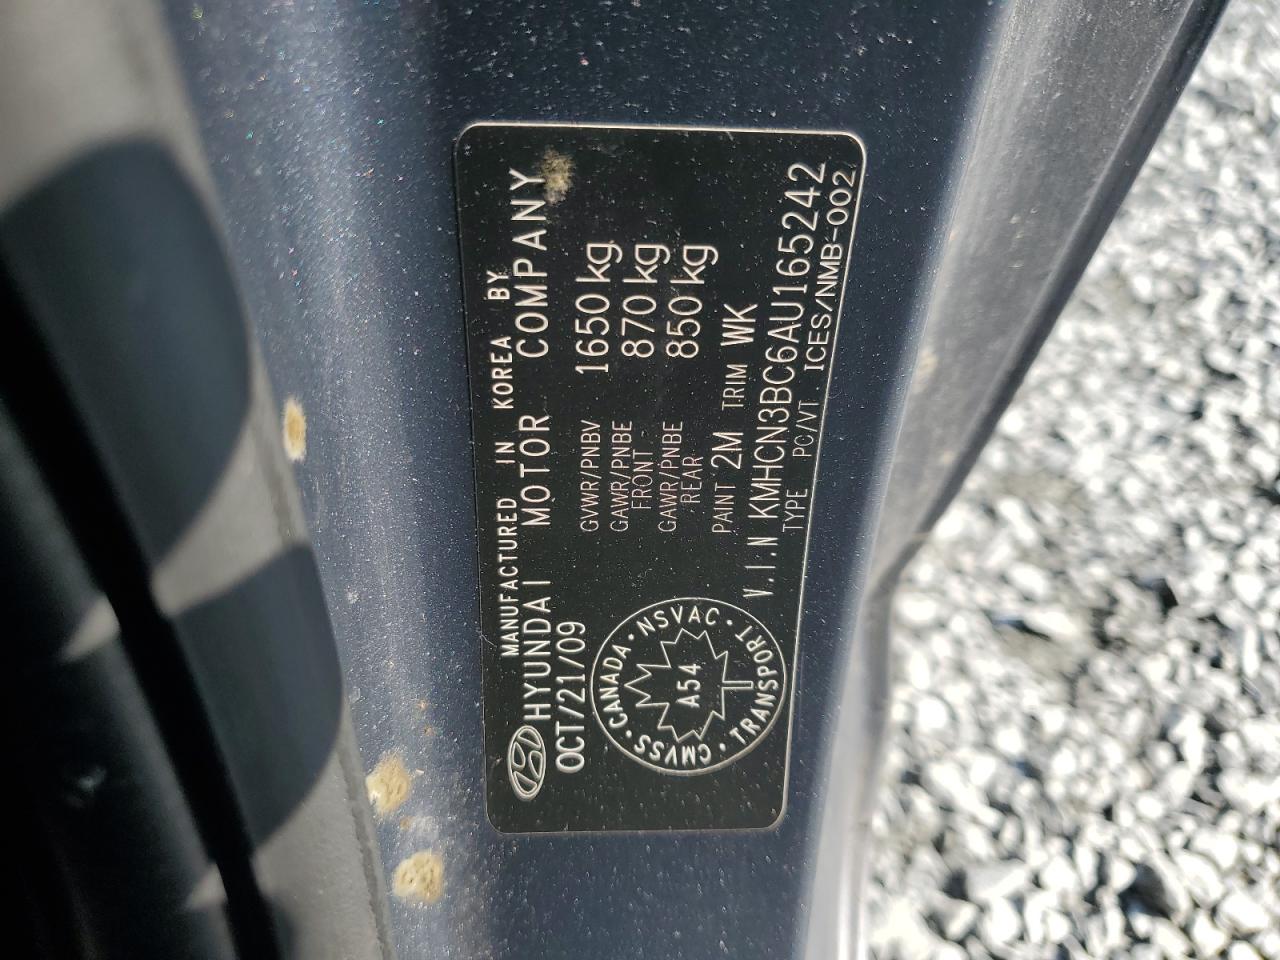 MANUFACTURED IN KOREA BY
HYUNDAI MOTOR COMPANY
OCT/21/09
GVWR/PNBV 1650 kg
GAWR/PNBE FRONT 870 kg
GAWR/PNBE REAR 850 kg
CMVSS · CANADA · NSVAC · TRANSPORT ·
A54
PAINT 2M TRIM WK
V.I.N KMHCN3BC6AU165242
TYPE PC/VT ICES/NMB-002